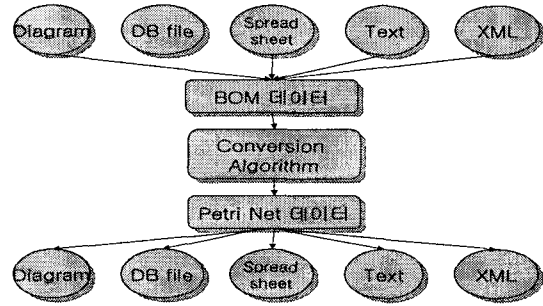 Diagram
DB file
Spread
sheet
Text
XML
BOM 데이터
Conversion
Algorithm
Petri Net 데이터
Diagram
DB file
Spread
sheet
Text
XML